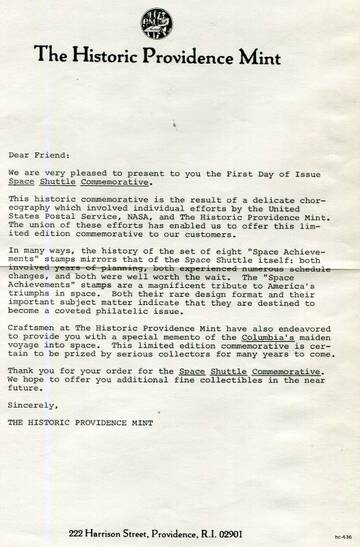 The Historic Providence Mint
Dear Friend:
We are very pleased to present to you the First Day of Issue
Space Shuttle Commemorative.
This historic commemorative is the result of a delicate chor-
eography which involved individual efforts by the United
States Postal Service, NASA, and The Historic Providence Mint.
The union of these efforts has enabled us to offer this lim-
ited edition commemorative to our customers.
In many ways, the history of the set of eight "Space Achieve-
ments" stamps mirrors that of the Space Shuttle itself: both
involved years of planning, both experienced numerous schedule
changes, and both were well worth the wait. The "Space
Achievements" stamps are a magnificent tribute to America's
triumphs in space. Both their rare design format and their
important subject matter indicate that they are destined to
become a coveted philatelic issue.
Craftsmen at The Historic Providence Mint have also endeavored
to provide you with a special memento of the Columbia's maiden
voyage into space. This limited edition commemorative is cer-
tain to be prized by serious collectors for many years to come.
Thank you for your order for the Space Shuttle Commemorative.
We hope to offer you additional fine collectibles in the near
future.
Sincerely,
THE HISTORIC PROVIDENCE MINT
222 Harrison Street, Providence, R.I. 02901
hc-436